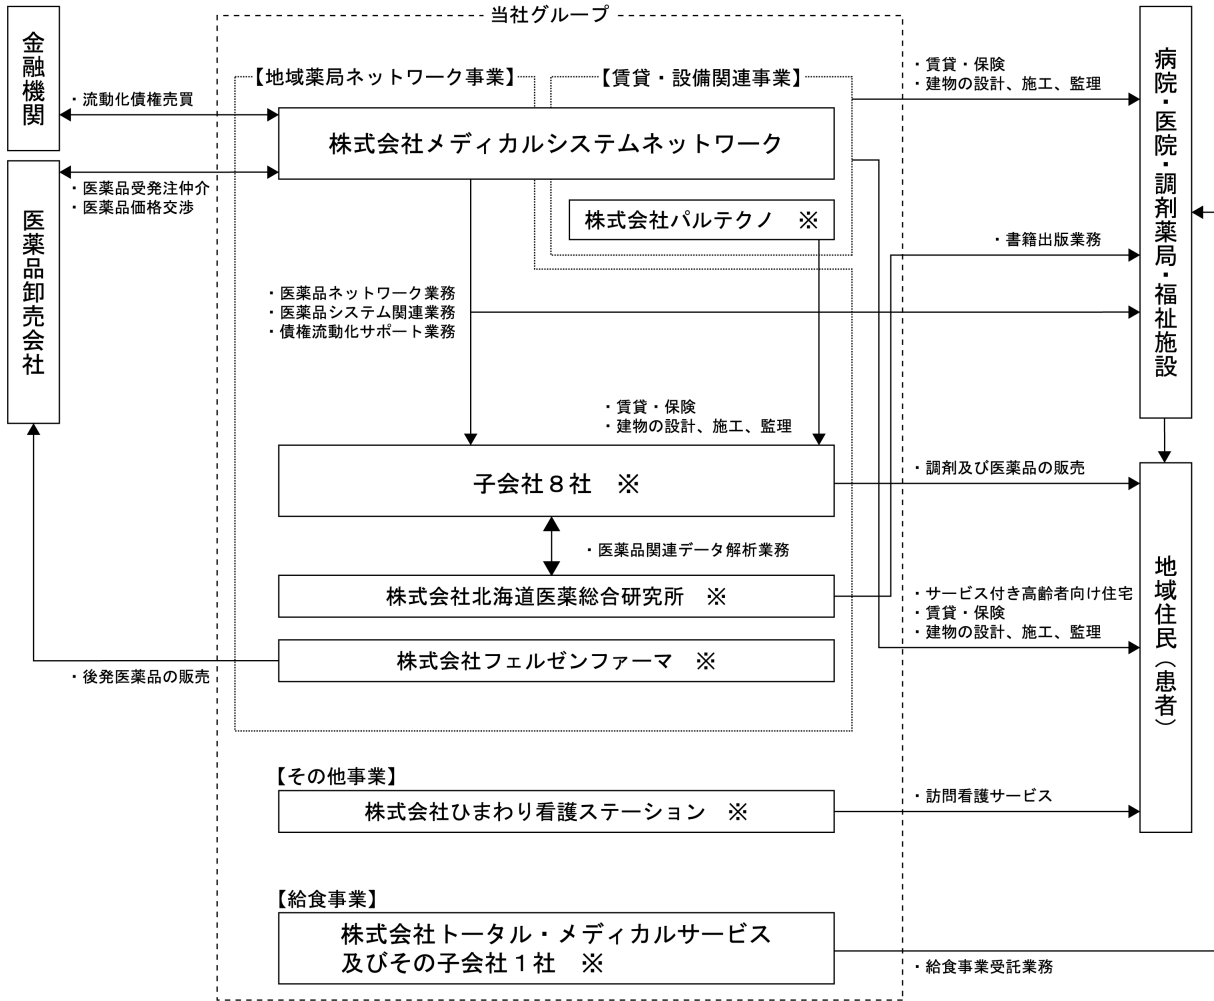 当社グループ
金融機関
・流動化債権売買
医薬品卸売会社
・医薬品受発注仲介
・医薬品価格交渉
【地域薬局ネットワーク事業】
【賃貸・設備関連事業】
株式会社メディカルシステムネットワーク
株式会社パルテクノ　※
・賃貸・保険
・建物の設計、施工、監理
病院・医院・調剤薬局・福祉施設
・書籍出版業務
・医薬品ネットワーク業務
・医薬品システム関連業務
・債権流動化サポート業務
・賃貸・保険
・建物の設計、施工、監理
子会社８社　※
・調剤及び医薬品の販売
・医薬品関連データ解析業務
株式会社北海道医薬総合研究所　※
・サービス付き高齢者向け住宅
・賃貸・保険
・建物の設計、施工、監理
地域住民（患者）
株式会社フェルゼンファーマ　※
・後発医薬品の販売
【その他事業】
株式会社ひまわり看護ステーション　※
・訪問看護サービス
【給食事業】
株式会社トータル・メディカルサービス
及びその子会社１社　※
・給食事業受託業務